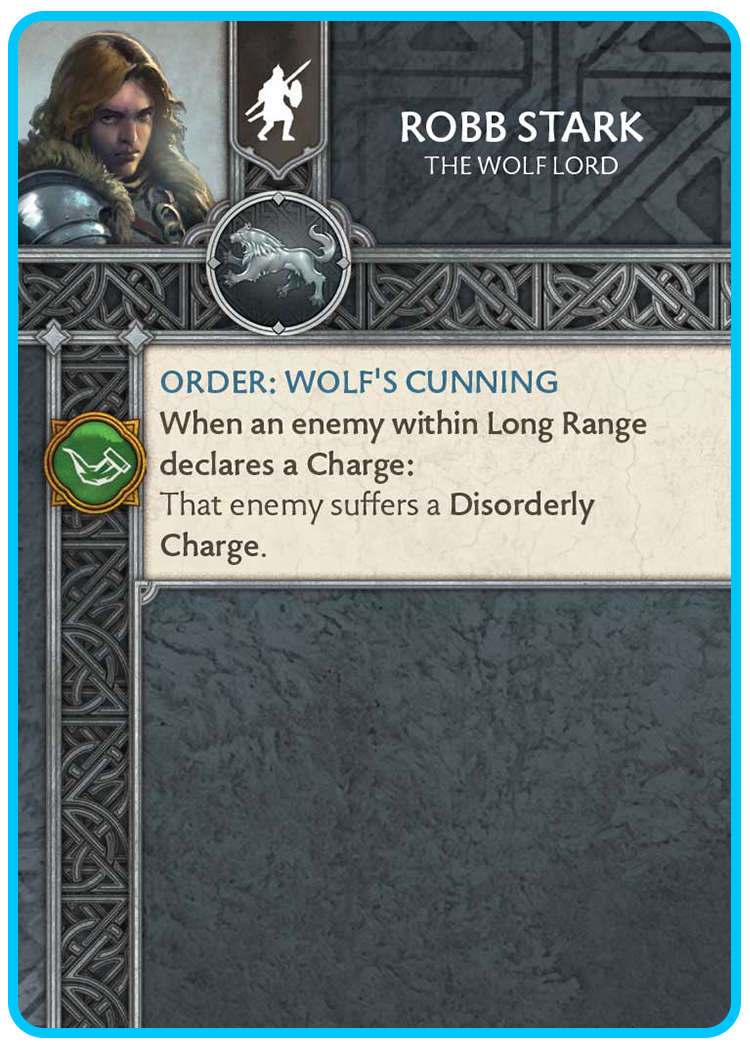 ROBB STARK
THE WOLF LORD
ORDER: WOLF'S CUNNING
When an enemy within Long Range
declares a Charge:
That enemy suffers a Disorderly
Charge.